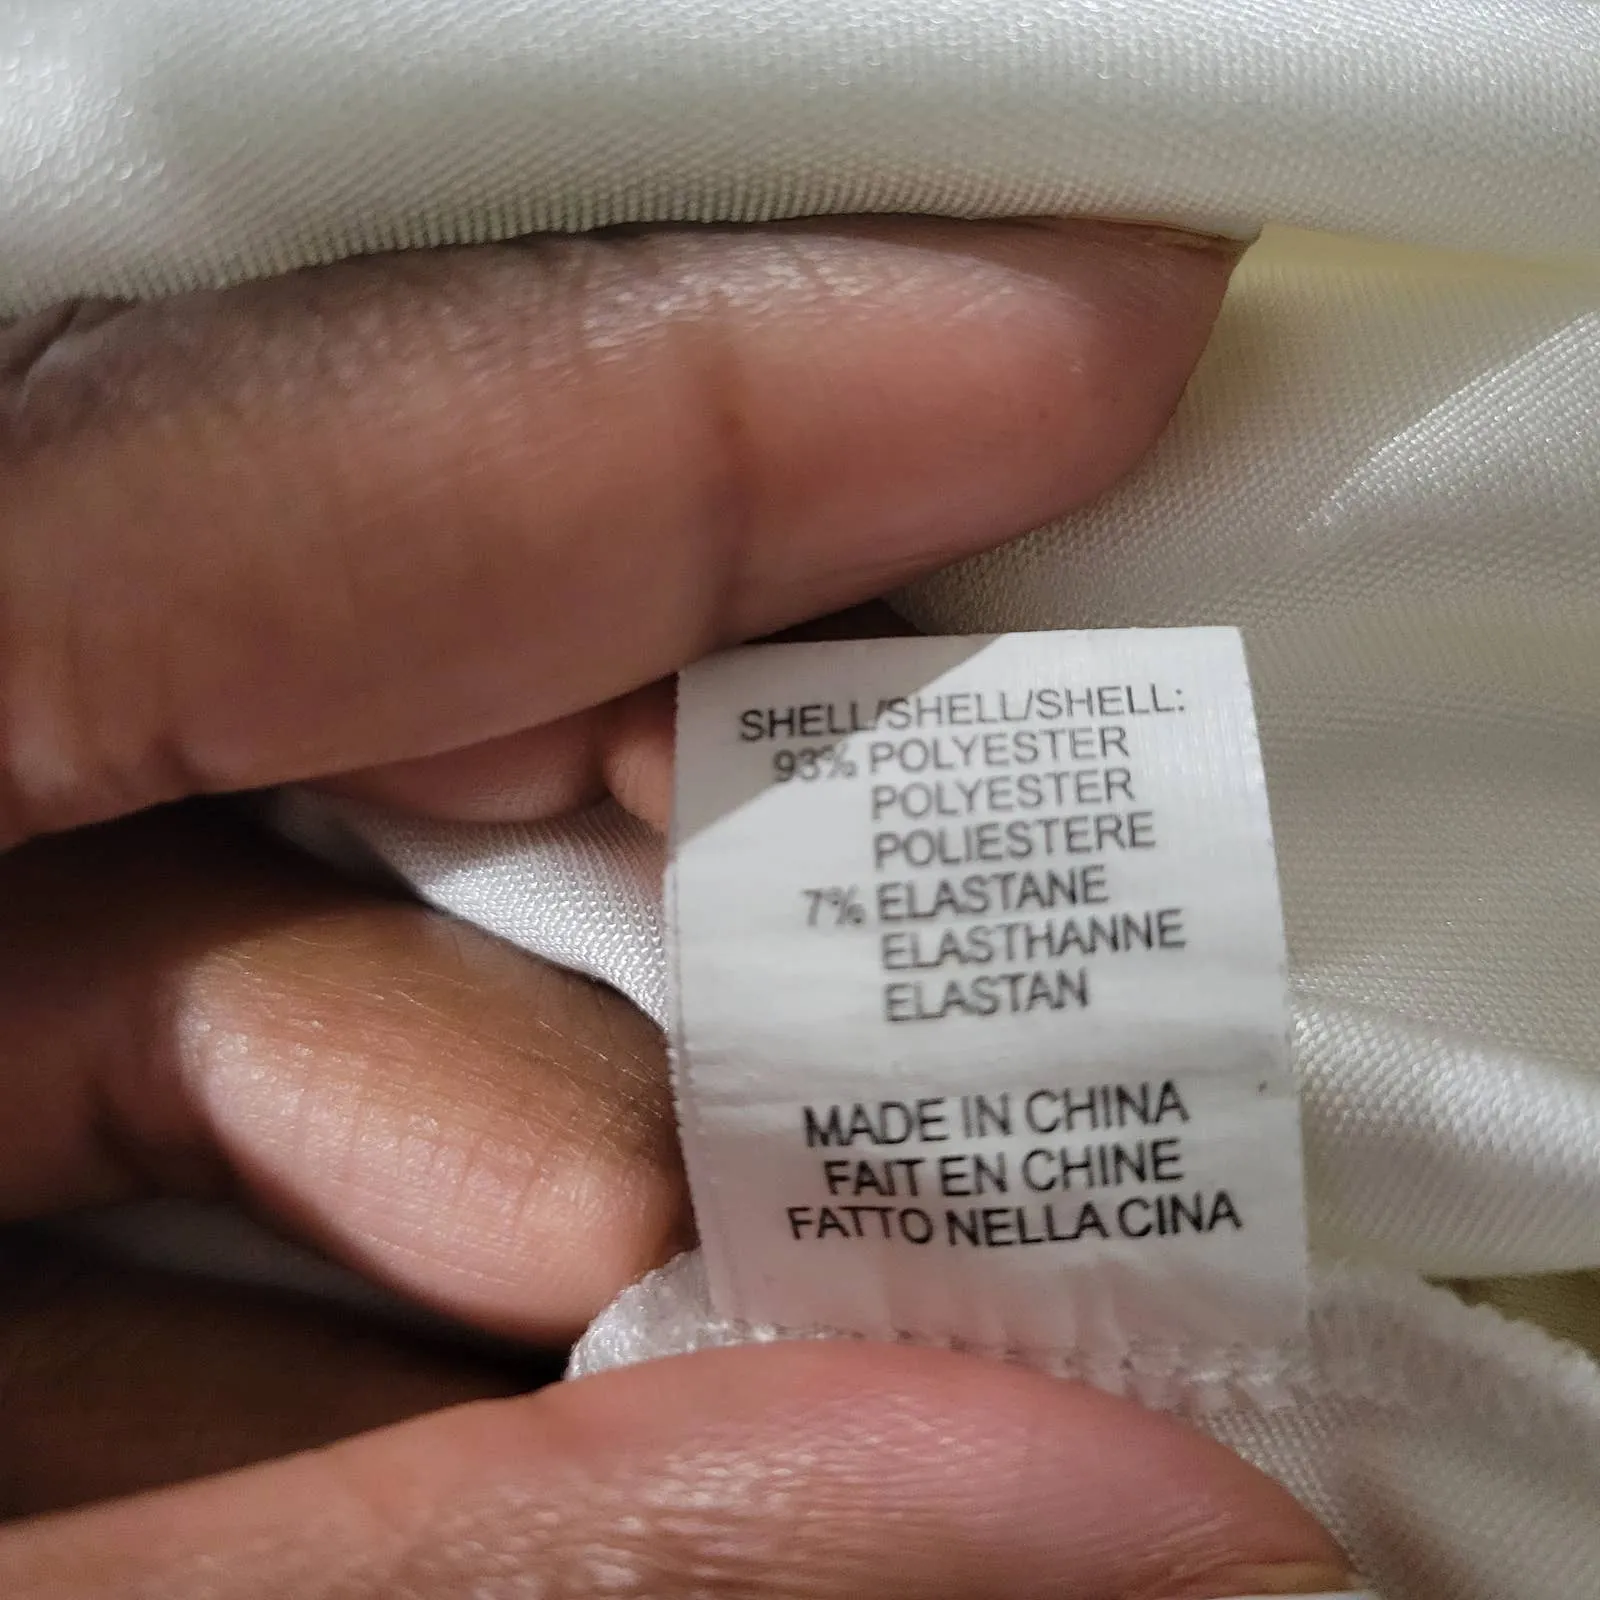 SHELL/SHELL/SHELL:
93% POLYESTER
POLYESTER
POLIESTERE
7% ELASTANE
ELASTHANNE
ELASTAN
MADE IN CHINA
FAIT EN CHINE
FATTO NELLA CINA